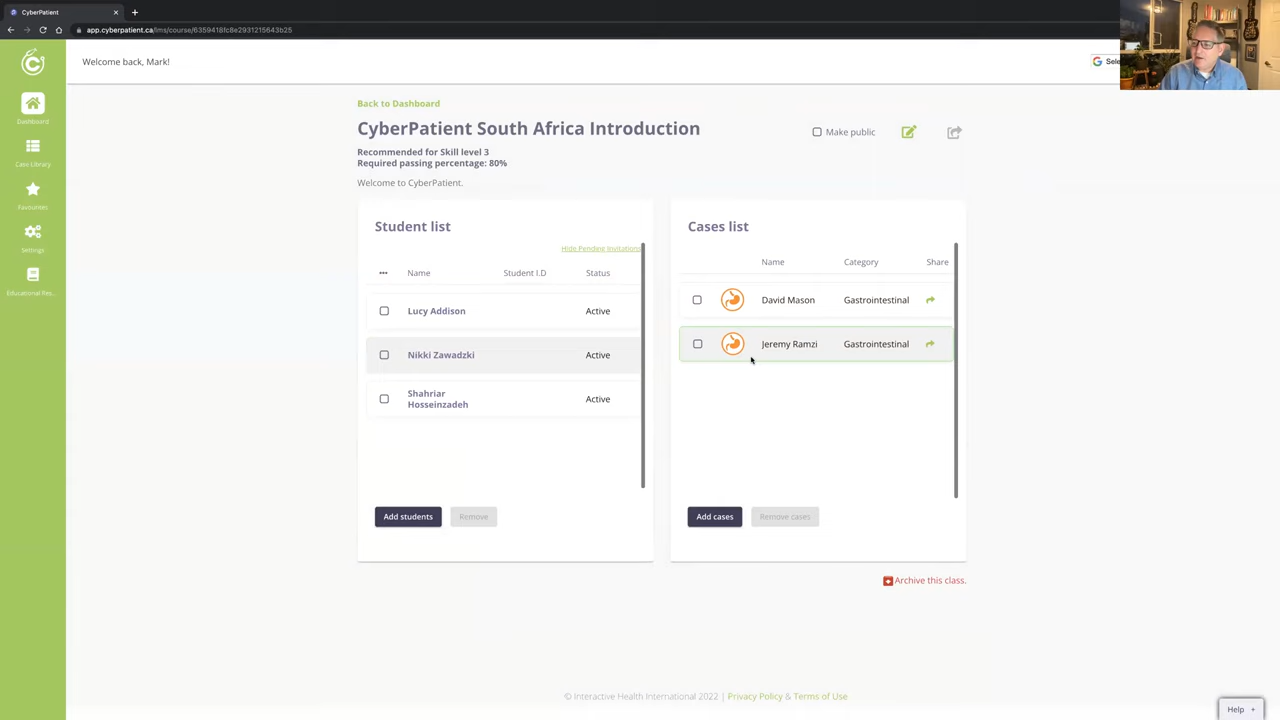 CyberPatient
app.cyberpatient.ca/lms/course/6359418fc8e2931215643b25
Welcome back, Mark!
Dashboard
Case Library
Favourites
Settings
Educational Res...
Back to Dashboard
CyberPatient South Africa Introduction
Make public
Recommended for Skill level 3
Required passing percentage: 80%
Welcome to CyberPatient.
Student list
Hide Pending Invitations
••• Name Student I.D Status
Lucy Addison Active
Nikki Zawadzki Active
Shahriar
Hosseinzadeh Active
Add students Remove
Cases list
Name Category Share
David Mason Gastrointestinal
Jeremy Ramzi Gastrointestinal
Add cases Remove cases
Archive this class.
© Interactive Health International 2022 | Privacy Policy & Terms of Use
Help +